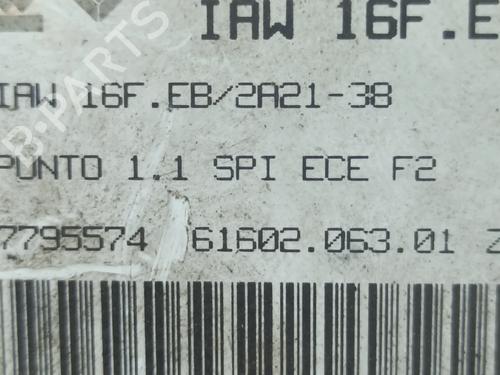 IAW 16F.E
IAW 16F.EB/2A21-38
PUNTO 1.1 SPI ECE F2
7795574 61602.063.01 Z
B-PARTS